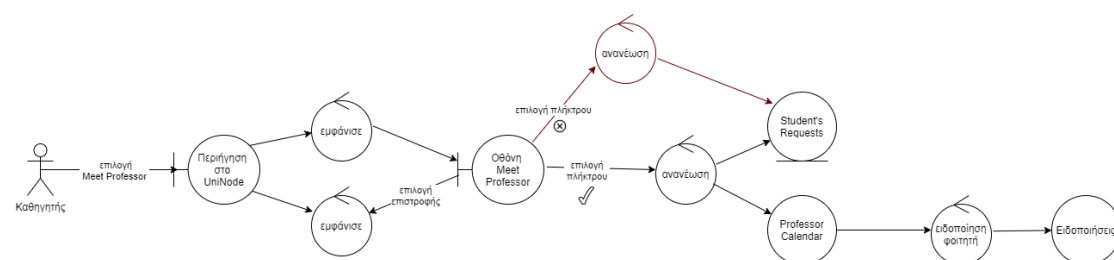 Καθηγητής
επιλογή
Meet Professor
Περιήγηση
στο
UniNode
εμφάνισε
εμφάνισε
επιλογή
επιστροφής
Οθόνη
Meet
Professor
επιλογή πλήκτρου
ανανέωση
επιλογή
πλήκτρου
ανανέωση
Student's
Requests
Professor
Calendar
ειδοποίηση
φοιτητή
Ειδοποιήσεις